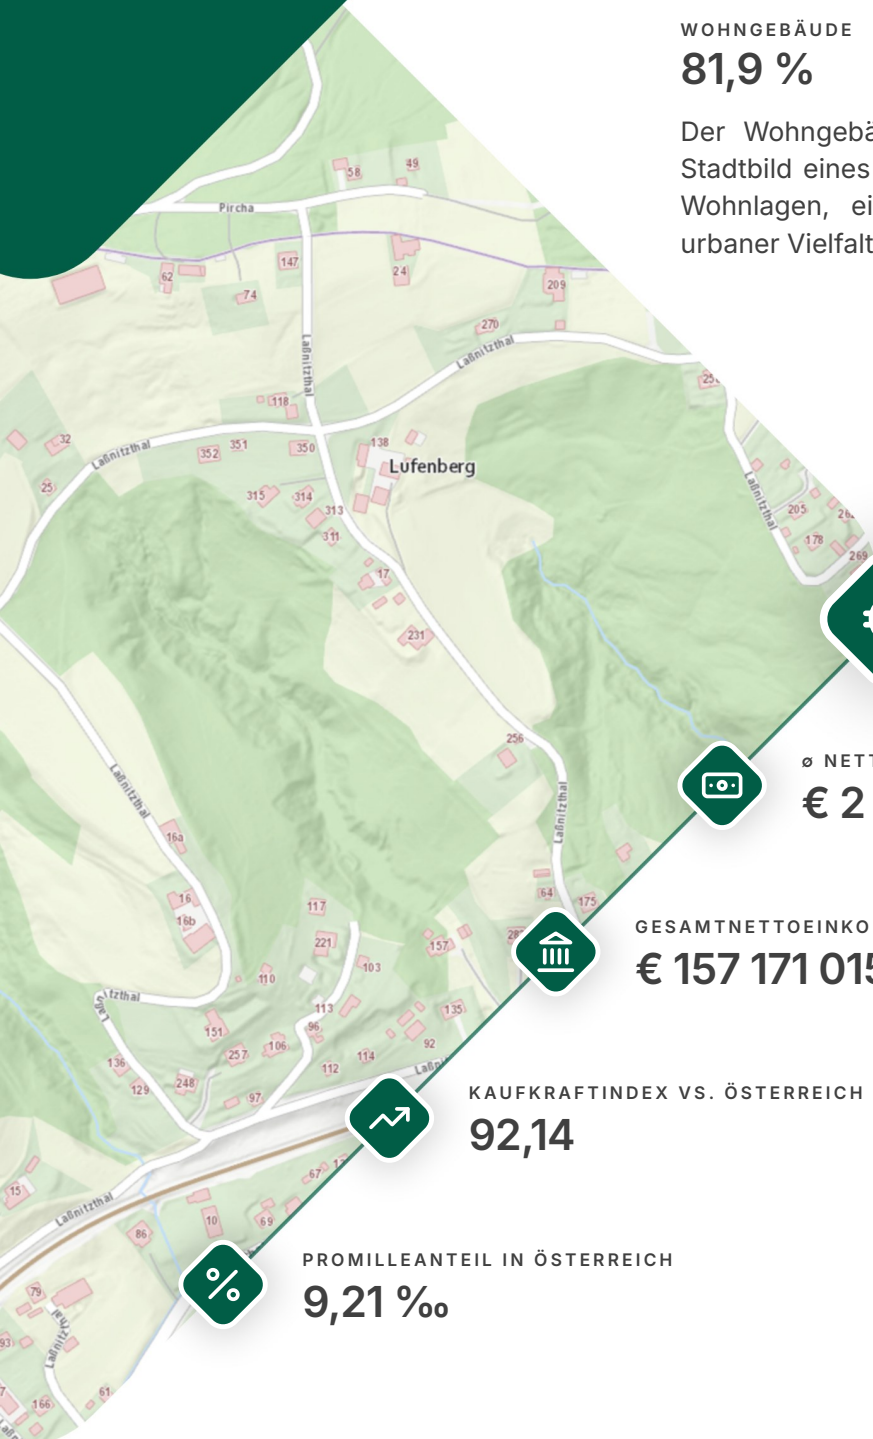 WOHNGEBÄUDE
81,9 %
Der Wohngebä
Stadtbild eines
Wohnlagen, ei
urbaner Vielfalt
58
49
Pircha
62
147
24
74
209
270
Laßnitzthal
Laßnitzthal
118
32
Laßnitzthal
352
351
350
138
Lufenberg
25
315
314
313
311
Laßnitzthal
205
178
269
17
231
256
ø NETT
€ 2
Laßnitzthal
Laßnitzthal
16a
16
16b
64
175
117
221
157
GESAMTNETTOEINKO
€ 157 171 015
103
110
113
135
151
96
92
257
106
114
112
136
129
248
97
KAUFKRAFTINDEX VS. ÖSTERREICH
92,14
67
15
Laßnitzthal
86
10
69
PROMILLEANTEIL IN ÖSTERREICH
9,21 ‰
79
Laßnitzthal
93
61
166